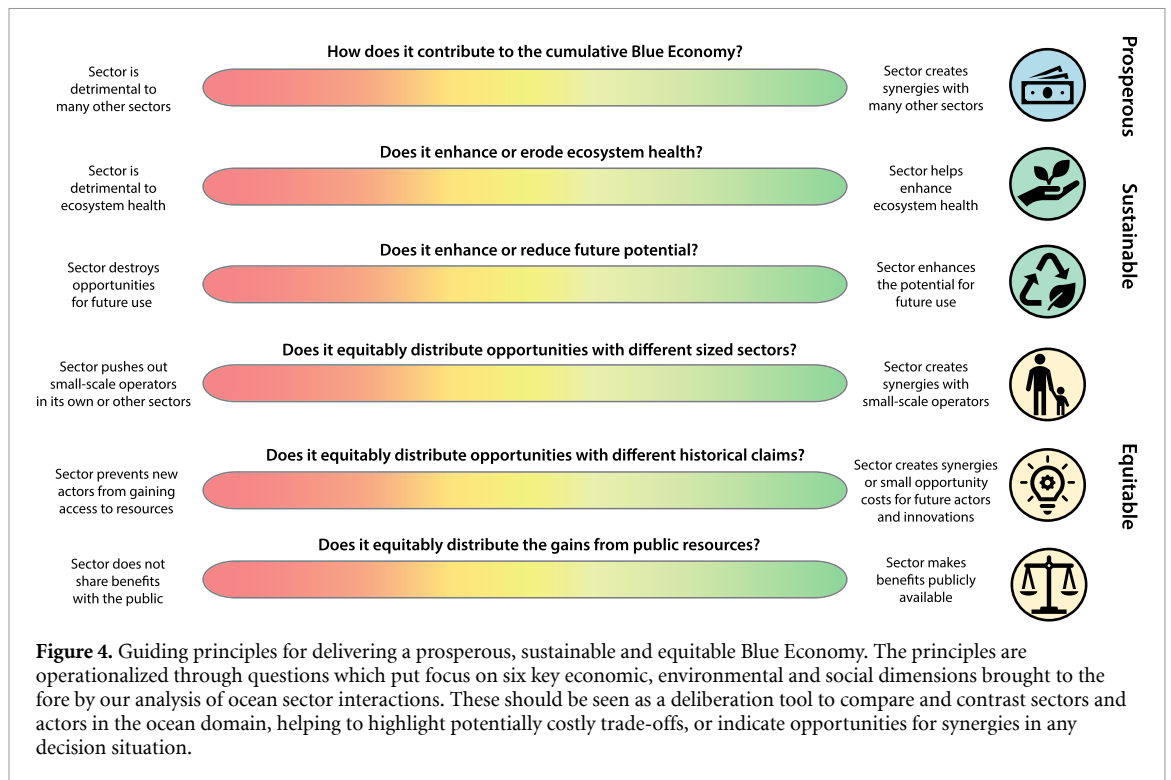 How does it contribute to the cumulative Blue Economy?
Sector is
detrimental to
many other sectors
Sector creates
synergies with
many other sectors
Prosperous
Does it enhance or erode ecosystem health?
Sector is
detrimental to
ecosystem health
Sector helps
enhance
ecosystem health
Sustainable
Does it enhance or reduce future potential?
Sector destroys
opportunities
for future use
Sector enhances
the potential for
future use
Does it equitably distribute opportunities with different sized sectors?
Sector pushes out
small-scale operators
in its own or other sectors
Sector creates
synergies with
small-scale operators
Does it equitably distribute opportunities with different historical claims?
Sector prevents new
actors from gaining
access to resources
Sector creates synergies
or small opportunity
costs for future actors
and innovations
Equitable
Does it equitably distribute the gains from public resources?
Sector does not
share benefits
with the public
Sector makes
benefits publicly
available
Figure 4. Guiding principles for delivering a prosperous, sustainable and equitable Blue Economy. The principles are
operationalized through questions which put focus on six key economic, environmental and social dimensions brought to the
fore by our analysis of ocean sector interactions. These should be seen as a deliberation tool to compare and contrast sectors and
actors in the ocean domain, helping to highlight potentially costly trade-offs, or indicate opportunities for synergies in any
decision situation.